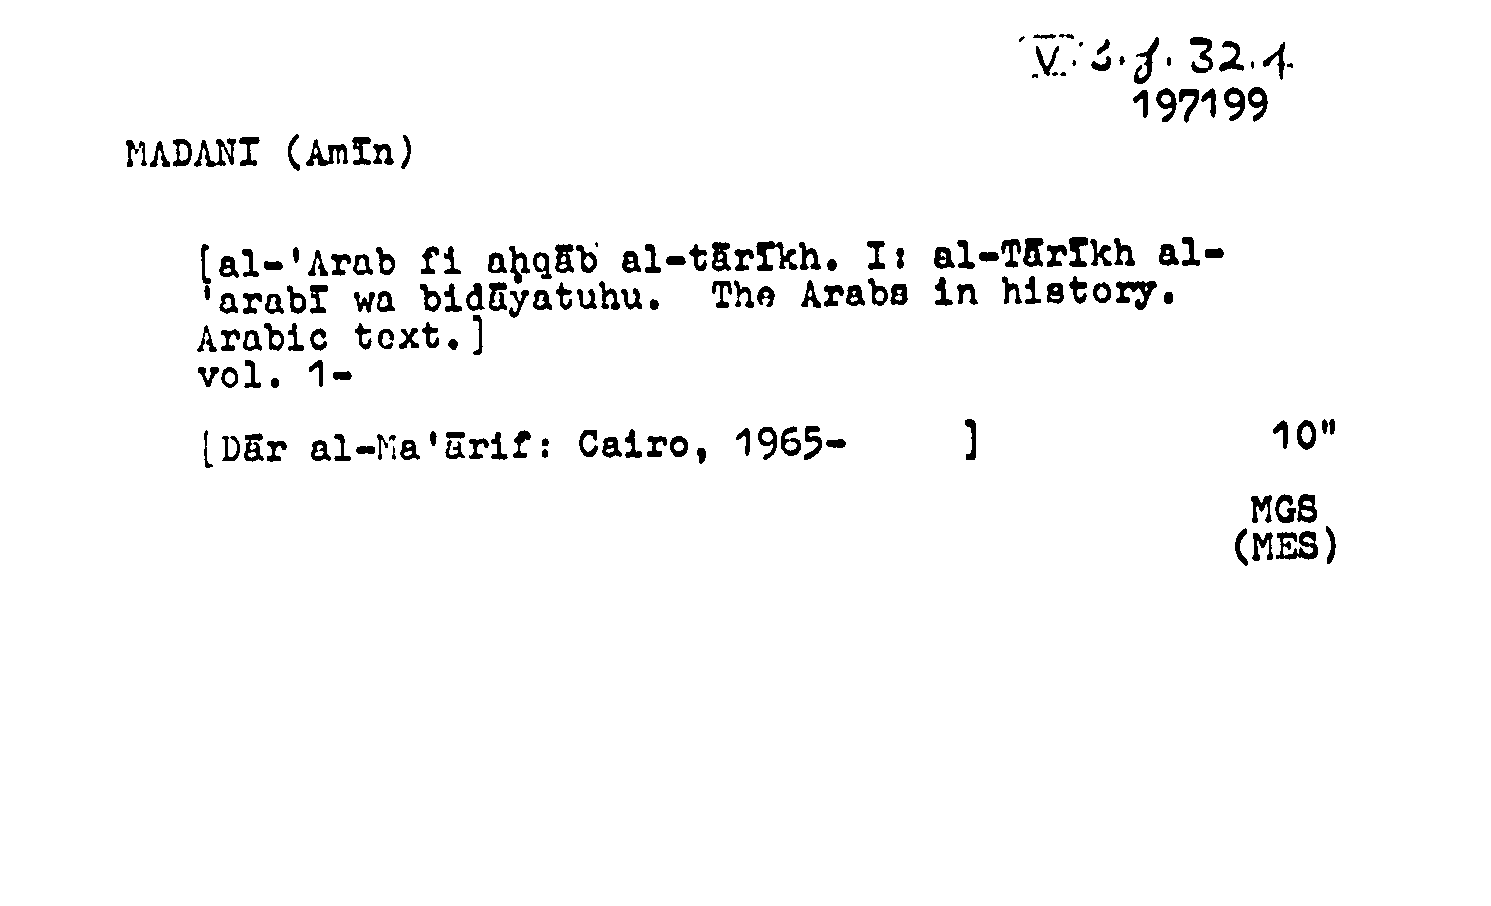 V. 3. f. 32.1
197199
MADANI (Amīn)
[al-'Arab fi aḥqāb al-tārīkh. I: al-Tārīkh al-
'arabī wa bidāyatuhu. The Arabs in history.
Arabic text.]
vol. 1-
[Dār al-Ma'ārif: Cairo, 1965- ] 10"
MGS
(MES)